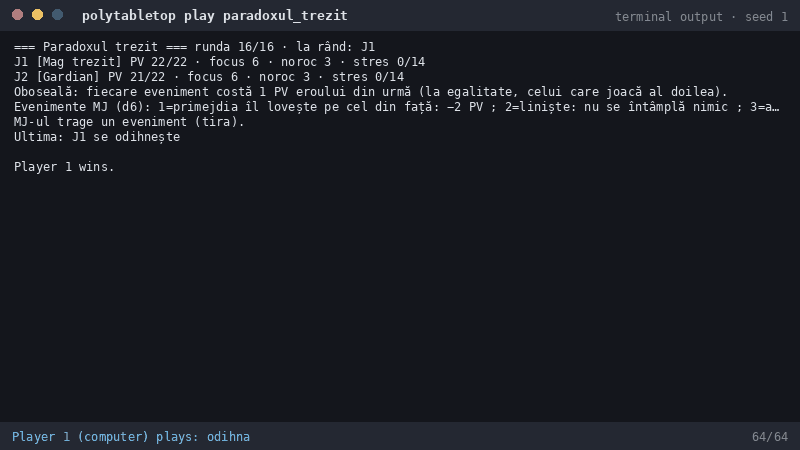 polytabletop play paradoxul_trezit
terminal output · seed 1
=== Paradoxul trezit === runda 16/16 · la rând: J1
J1 [Mag trezit] PV 22/22 · focus 6 · noroc 3 · stres 0/14
J2 [Gardian] PV 21/22 · focus 6 · noroc 3 · stres 0/14
Oboseală: fiecare eveniment costă 1 PV eroului din urmă (la egalitate, celui care joacă al doilea).
Evenimente MJ (d6): 1=primejdia îl lovește pe cel din față: −2 PV ; 2=liniște: nu se întâmplă nimic ; 3=a…
MJ-ul trage un eveniment (tira).
Ultima: J1 se odihnește
Player 1 wins.
Player 1 (computer) plays: odihna
64/64